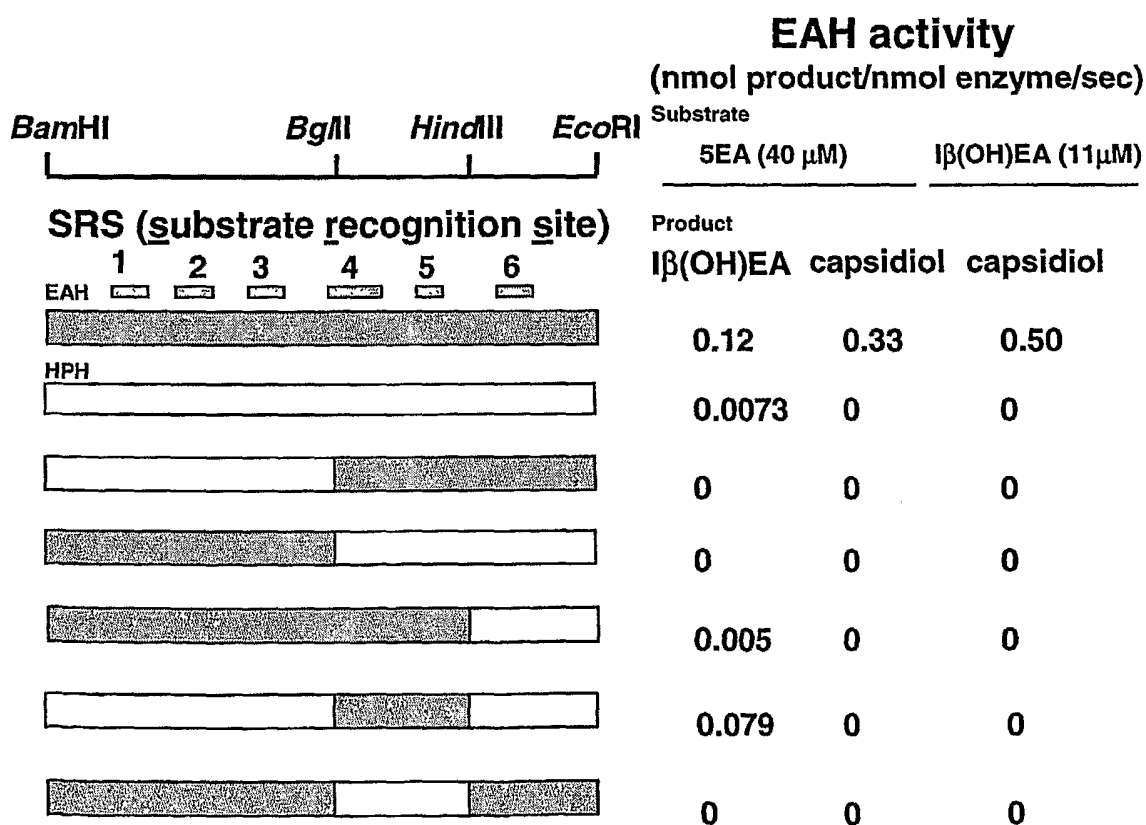 EAH activity
(nmol product/nmol enzyme/sec)
BamHI BglII HindIII EcoRI
Substrate
5EA (40 μM) Iβ(OH)EA (11μM)
SRS (substrate recognition site)
Product
Iβ(OH)EA capsidiol capsidiol
1 2 3 4 5 6
EAH
0.12 0.33 0.50
HPH
0.0073 0 0
0 0 0
0 0 0
0.005 0 0
0.079 0 0
0 0 0